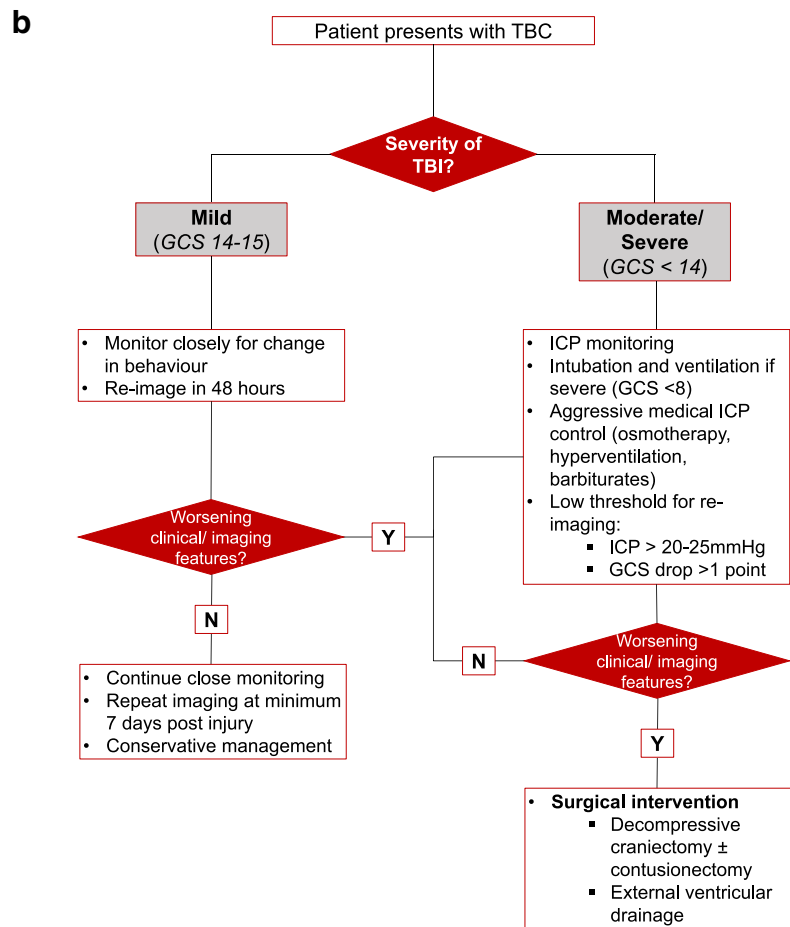 b
Patient presents with TBC
Severity of
TBI?
Mild
(GCS 14-15)
Moderate/
Severe
(GCS < 14)
• Monitor closely for change
in behaviour
• Re-image in 48 hours
• ICP monitoring
• Intubation and ventilation if
severe (GCS <8)
• Aggressive medical ICP
control (osmotherapy,
hyperventilation,
barbiturates)
• Low threshold for re-
imaging:
▪ ICP > 20-25mmHg
▪ GCS drop >1 point
Worsening
clinical/ imaging
features?
Y
N
• Continue close monitoring
• Repeat imaging at minimum
7 days post injury
• Conservative management
Worsening
clinical/ imaging
features?
N
Y
• Surgical intervention
▪ Decompressive
craniectomy ±
contusionectomy
▪ External ventricular
drainage